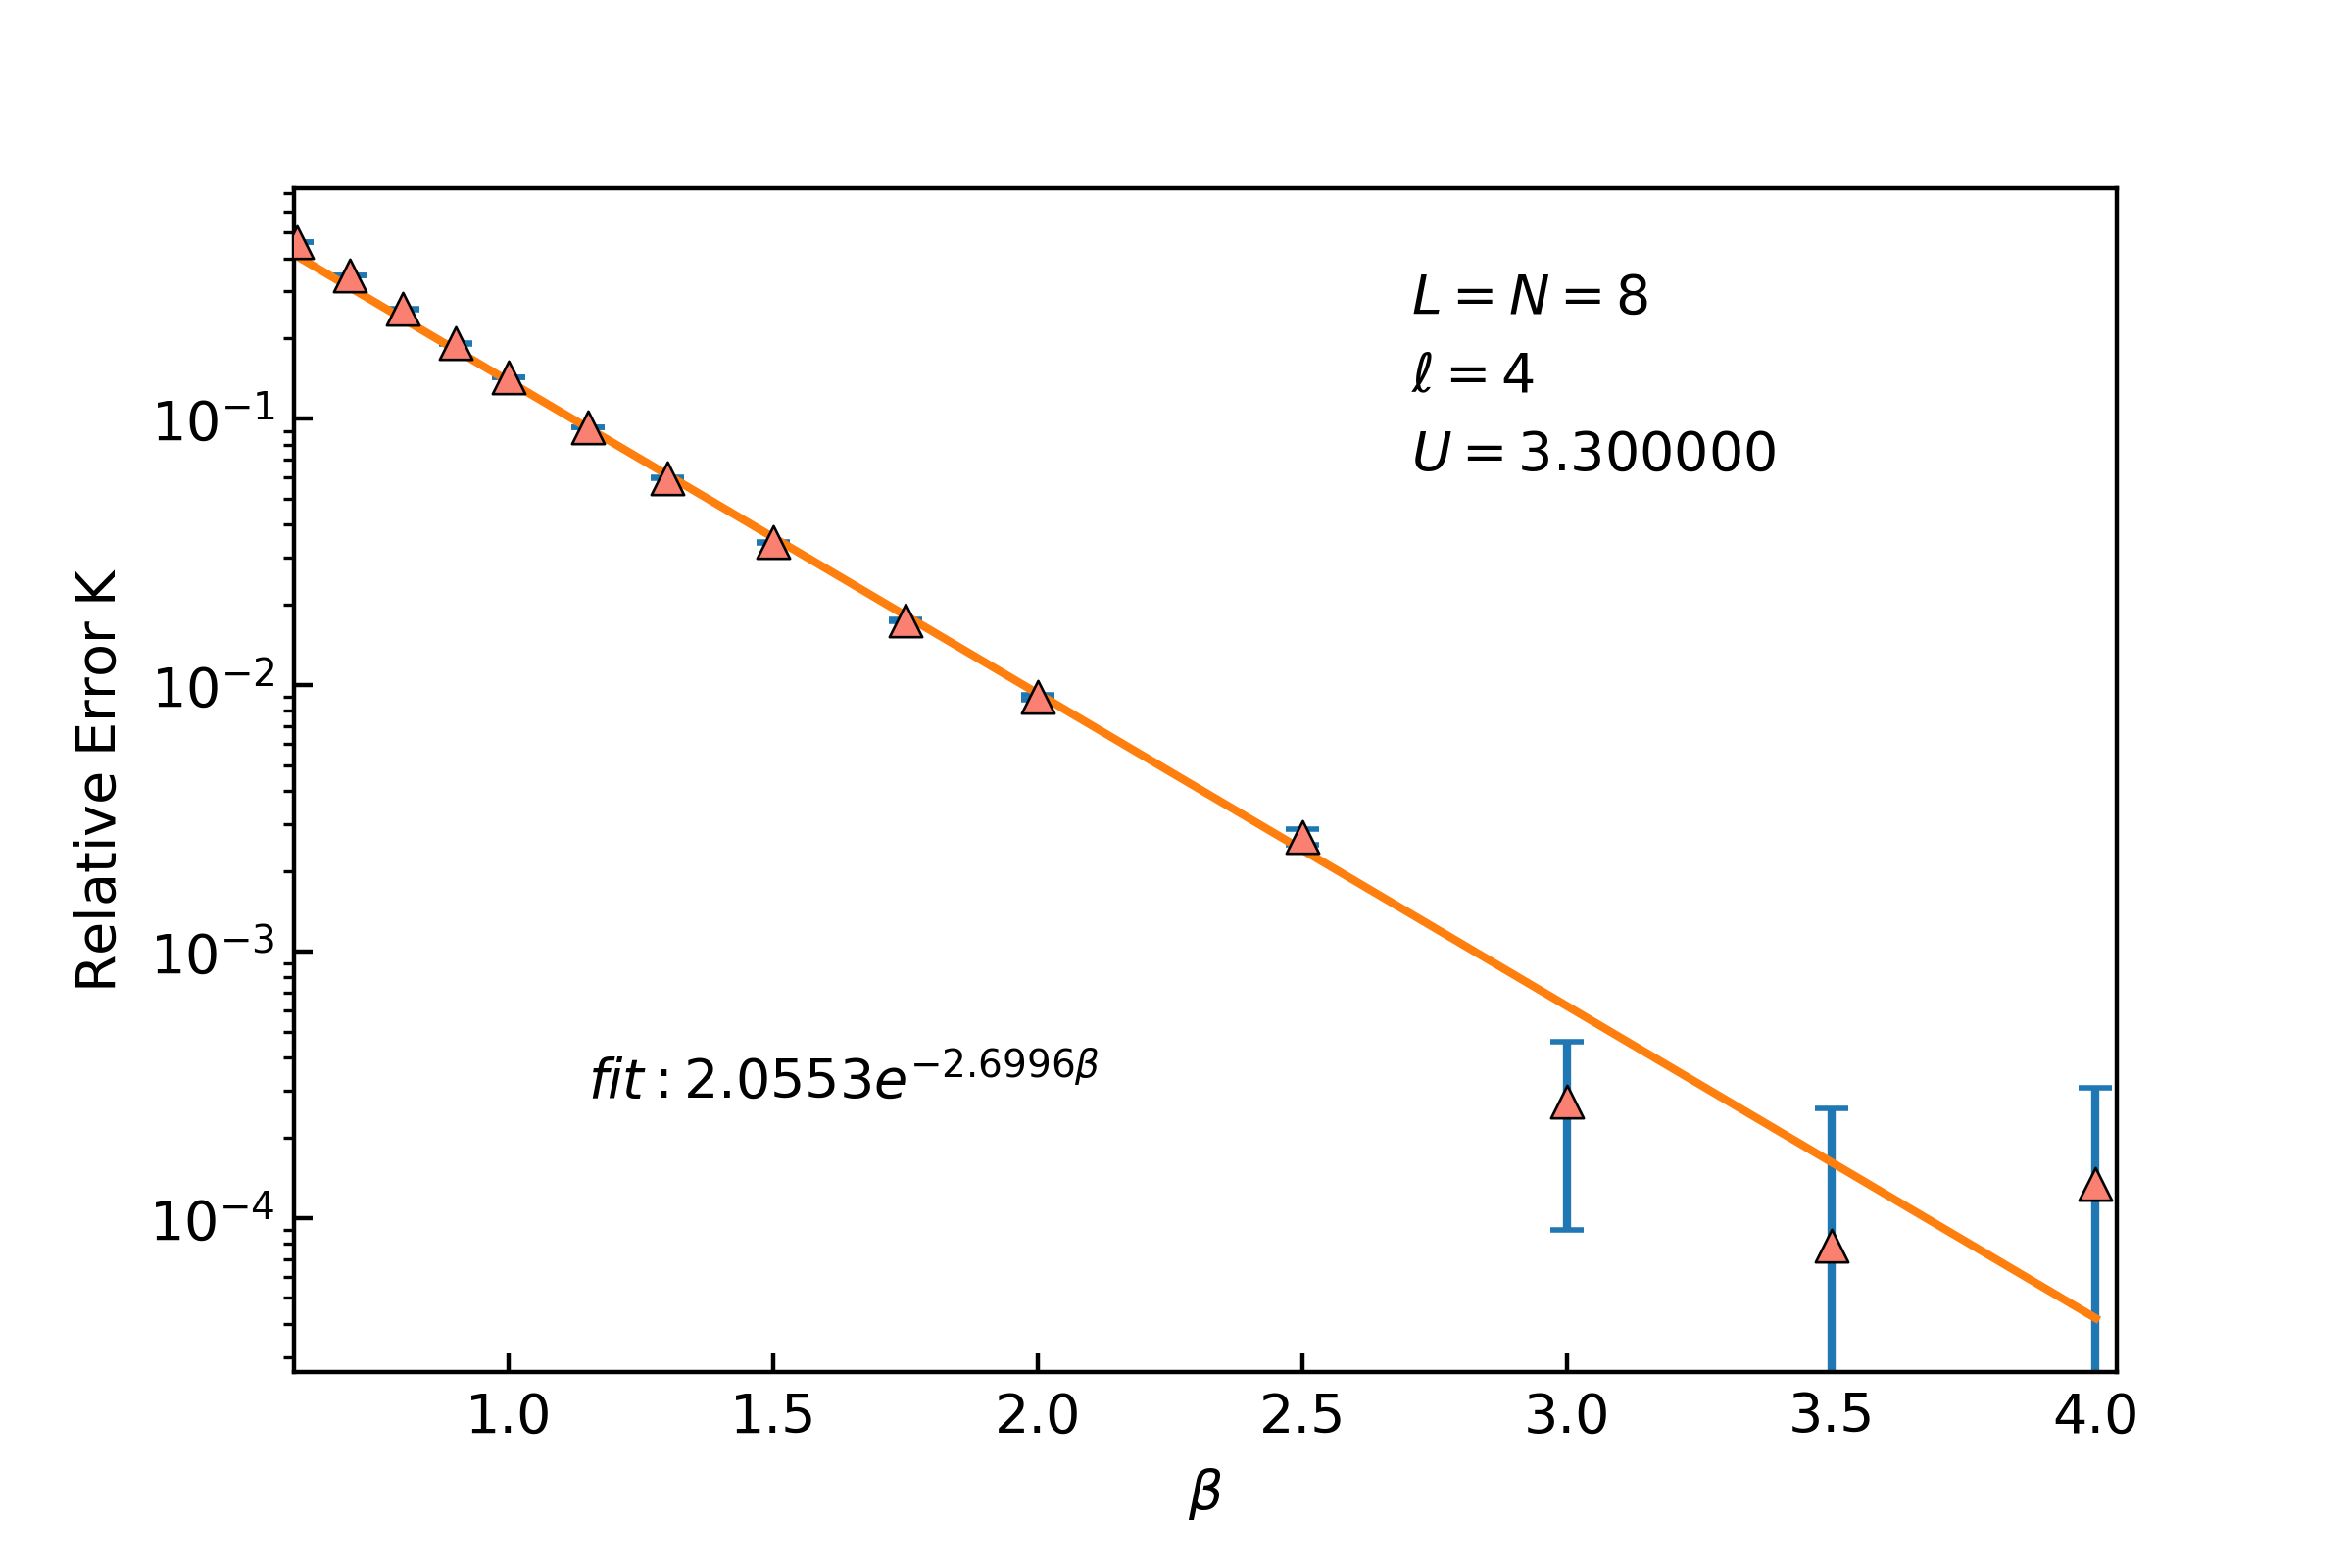 L = N = 8
ℓ = 4
U = 3.300000
Relative Error K
10⁻¹
10⁻²
10⁻³
10⁻⁴
fit : 2.0553e^{−2.6996β}
1.0 1.5 2.0 2.5 3.0 3.5 4.0
β